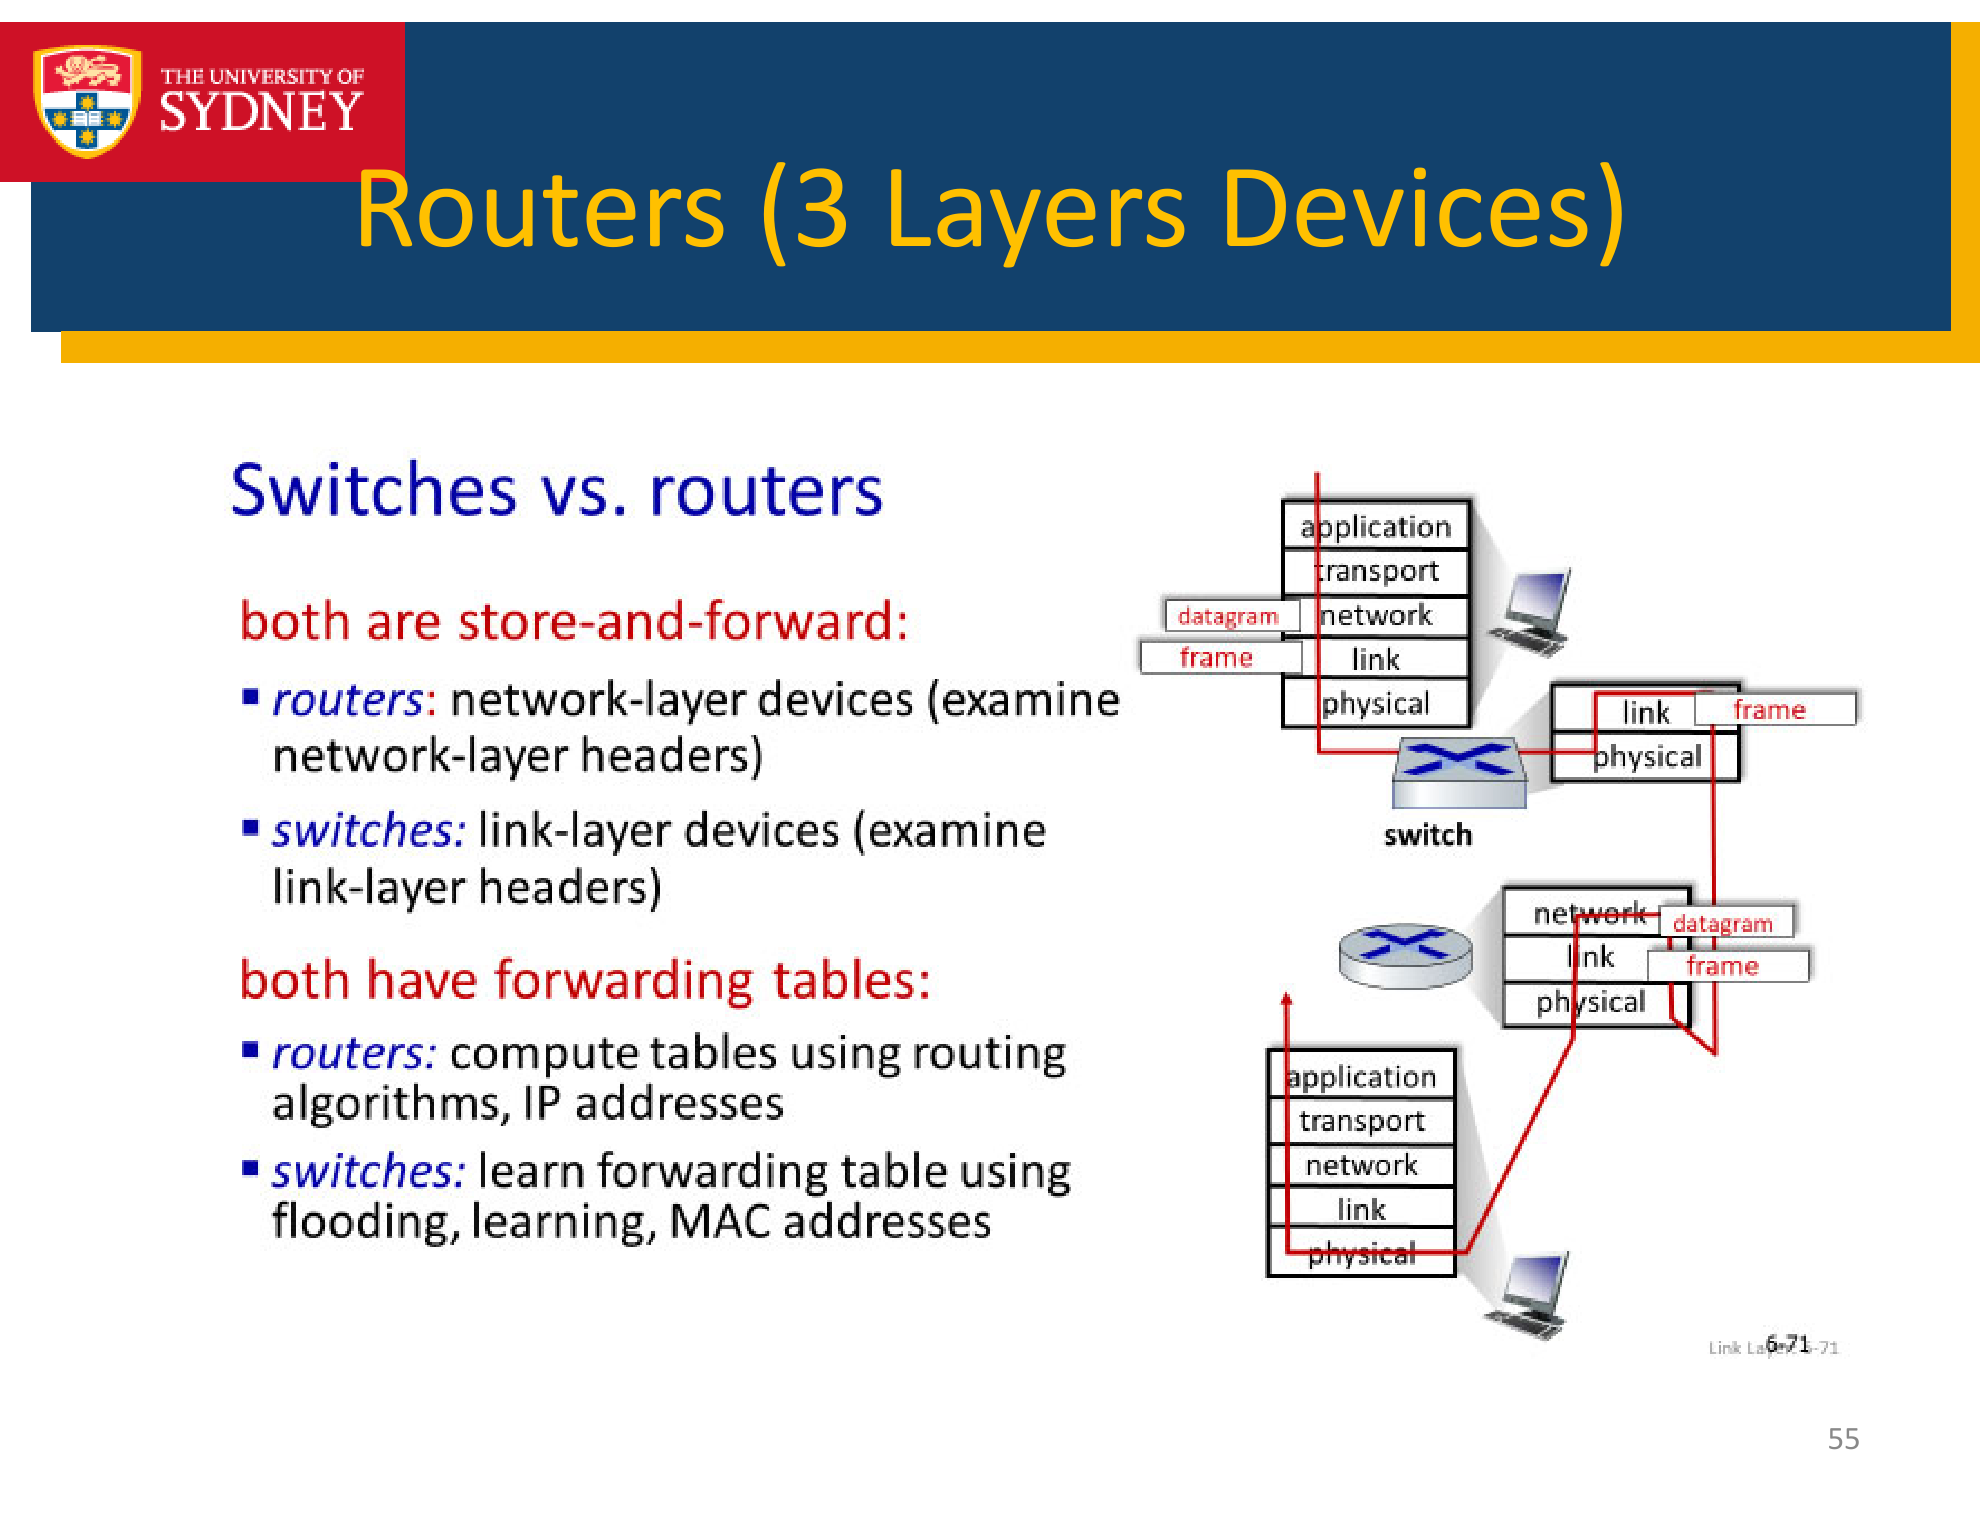 THE UNIVERSITY OF
SYDNEY
Routers (3 Layers Devices)
Switches vs. routers
both are store-and-forward:
▪ routers: network-layer devices (examine
network-layer headers)
▪ switches: link-layer devices (examine
link-layer headers)
both have forwarding tables:
▪ routers: compute tables using routing
algorithms, IP addresses
▪ switches: learn forwarding table using
flooding, learning, MAC addresses
application
transport
datagram
network
frame
link
physical
link
frame
physical
switch
network
datagram
link
frame
physical
application
transport
network
link
physical
Link Layer: 6-71
6-71
55